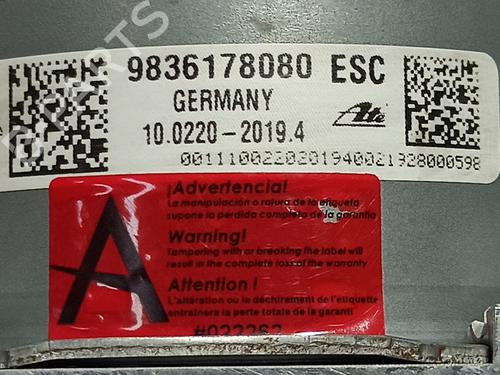 9836178080 ESC
GERMANY
10.0220-2019.4
Ate
0011100220201940021928000598
¡Advertencia!
La manipulación o rotura de la etiqueta
supone la pérdida completa de la garantía
Warning!
Tampering with or breaking the label will
result in the complete loss of the warranty
Attention !
L'altération ou le déchirement de l'étiquette
entraînera la perte totale de la garanti
A